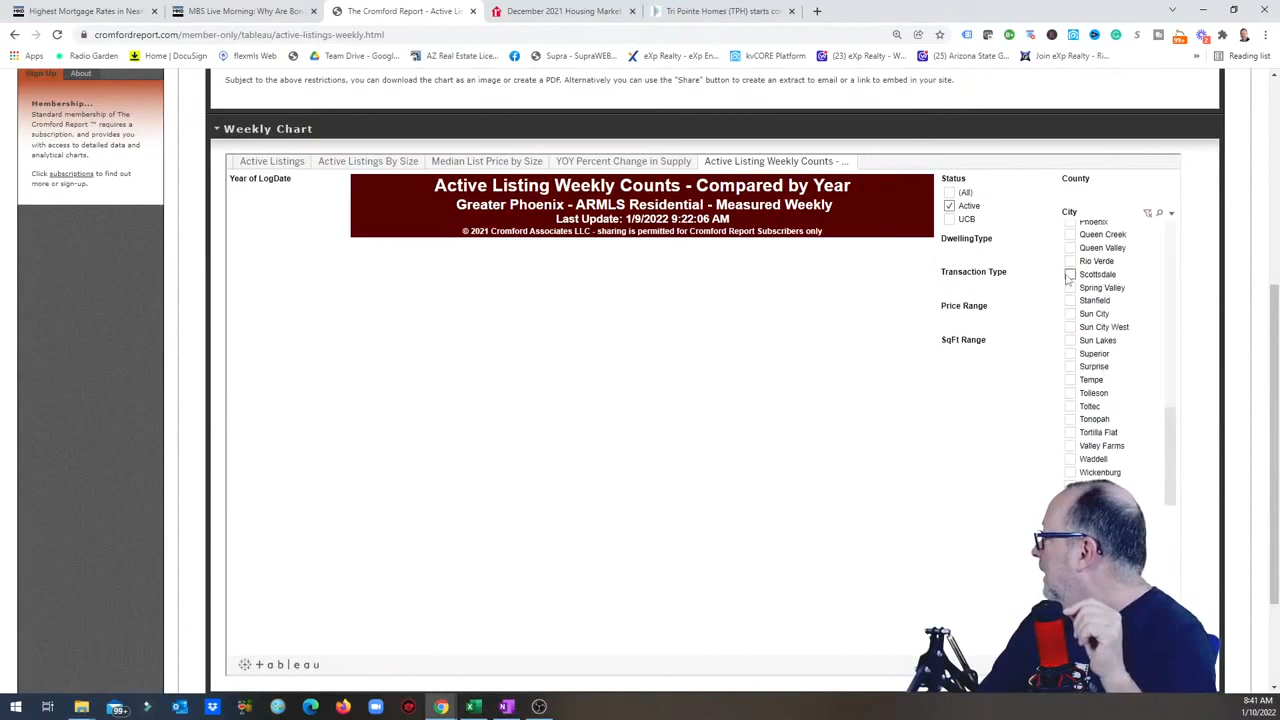 Highest Mortgage Rates in Near
MBS Live Morning: Why Are Bon
The Cromford Report - Active Li
December 2021 Housing Market
Tri Pointe Homes (TPH) starts co
cromfordreport.com/member-only/tableau/active-listings-weekly.html
Apps
Radio Garden
Home | DocuSign
flexmls Web
Team Drive - Googl...
AZ Real Estate Lice...
Supra - SupraWEB...
eXp Realty - eXp R...
kvCORE Platform
(23) eXp Realty - W...
(25) Arizona State G...
Join eXp Realty - Ri...
Reading list
Sign Up
About
Subject to the above restrictions, you can download the chart as an image or create a PDF. Alternatively you can use the "Share" button to create an extract to email or a link to embed in your site.
Membership...
Standard membership of The
Cromford Report ™ requires a
subscription, and provides you
with access to detailed data and
analytical charts.
Click subscriptions to find out
more or sign-up.
Weekly Chart
Active Listings
Active Listings By Size
Median List Price by Size
YOY Percent Change in Supply
Active Listing Weekly Counts - ...
Year of LogDate
Active Listing Weekly Counts - Compared by Year
Greater Phoenix - ARMLS Residential - Measured Weekly
Last Update: 1/9/2022 9:22:06 AM
© 2021 Cromford Associates LLC - sharing is permitted for Cromford Report Subscribers only
Status
(All)
Active
UCB
DwellingType
Transaction Type
Price Range
SqFt Range
County
City
Phoenix
Queen Creek
Queen Valley
Rio Verde
Scottsdale
Spring Valley
Stanfield
Sun City
Sun City West
Sun Lakes
Superior
Surprise
Tempe
Tolleson
Toltec
Tonopah
Tortilla Flat
Valley Farms
Waddell
Wickenburg
+ a b l e a u
99+
8:41 AM
1/10/2022